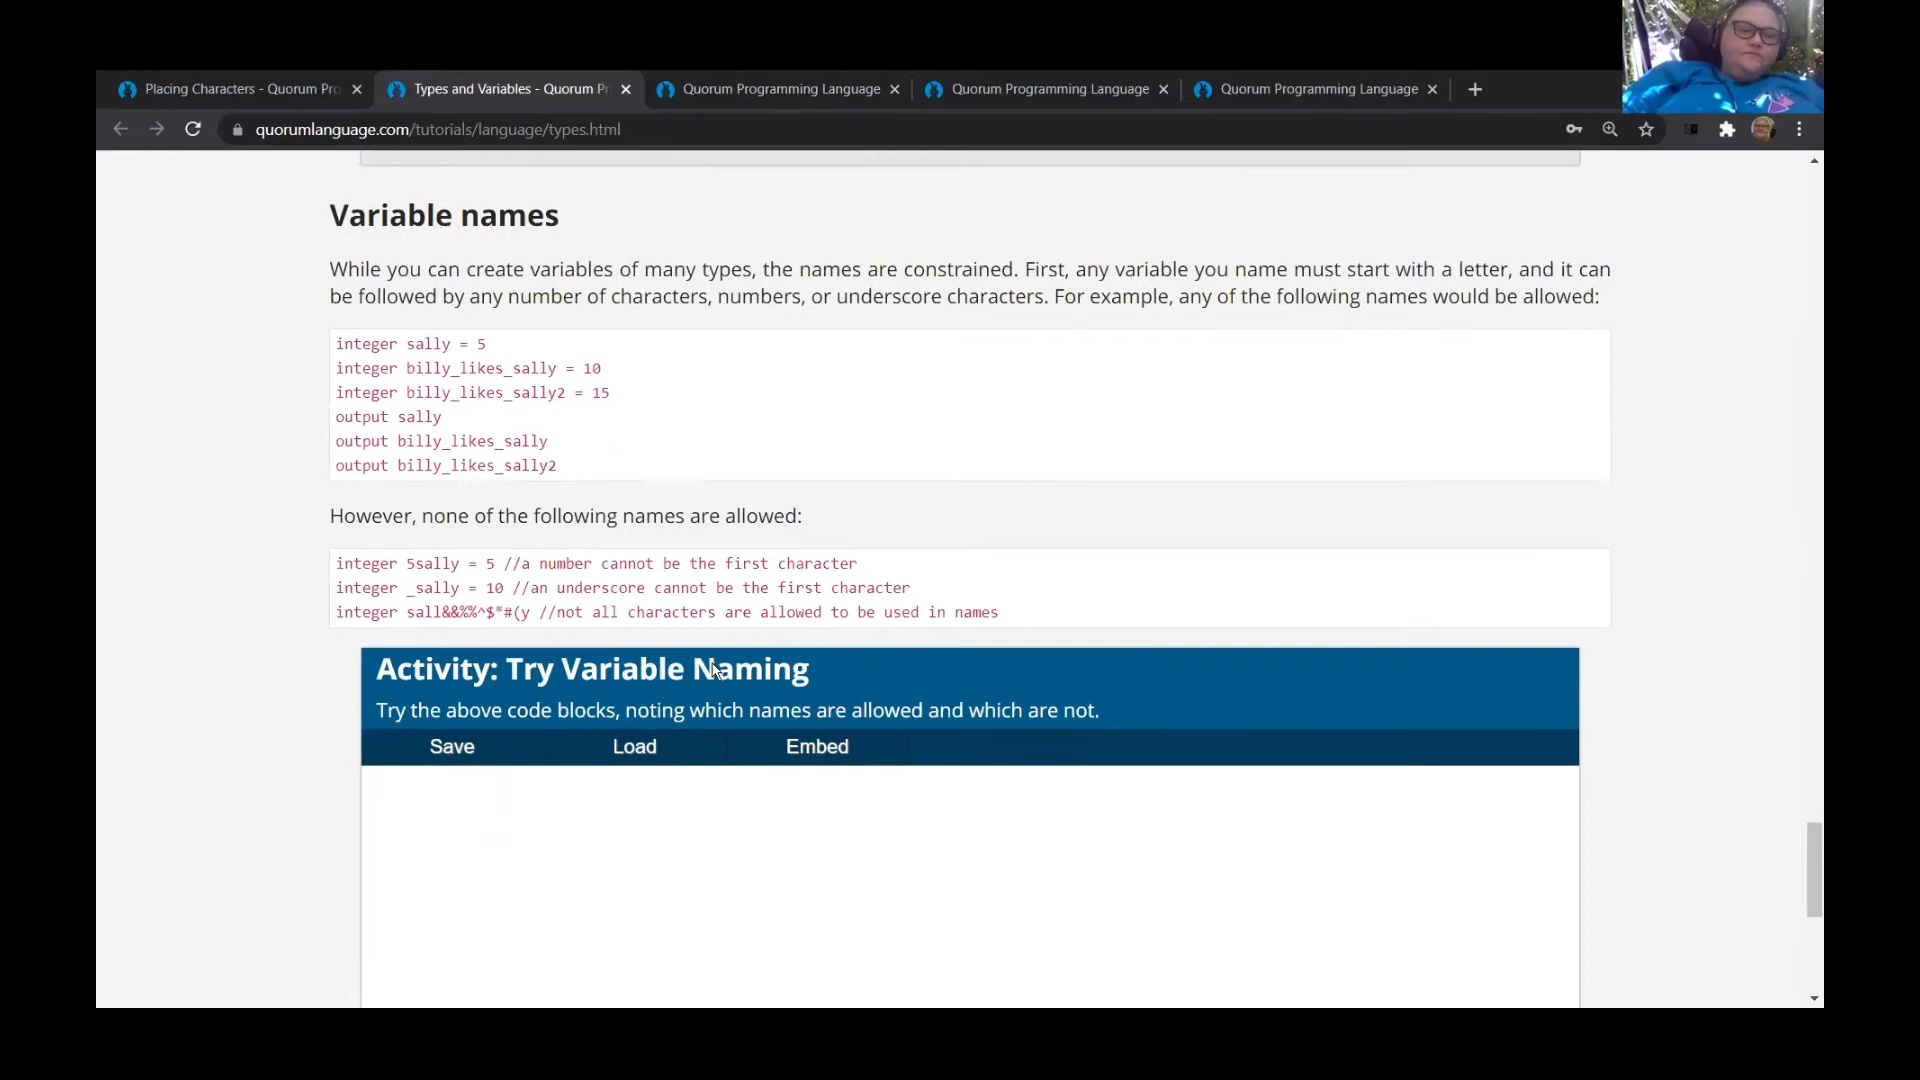 Placing Characters - Quorum Pro
Types and Variables - Quorum Pr
Quorum Programming Language
Quorum Programming Language
Quorum Programming Language
quorumlanguage.com/tutorials/language/types.html
Variable names
While you can create variables of many types, the names are constrained. First, any variable you name must start with a letter, and it can
be followed by any number of characters, numbers, or underscore characters. For example, any of the following names would be allowed:
integer sally = 5
integer billy_likes_sally = 10
integer billy_likes_sally2 = 15
output sally
output billy_likes_sally
output billy_likes_sally2
However, none of the following names are allowed:
integer 5sally = 5 //a number cannot be the first character
integer _sally = 10 //an underscore cannot be the first character
integer sall&&%%^$*#(y //not all characters are allowed to be used in names
Activity: Try Variable Naming
Try the above code blocks, noting which names are allowed and which are not.
Save Load Embed